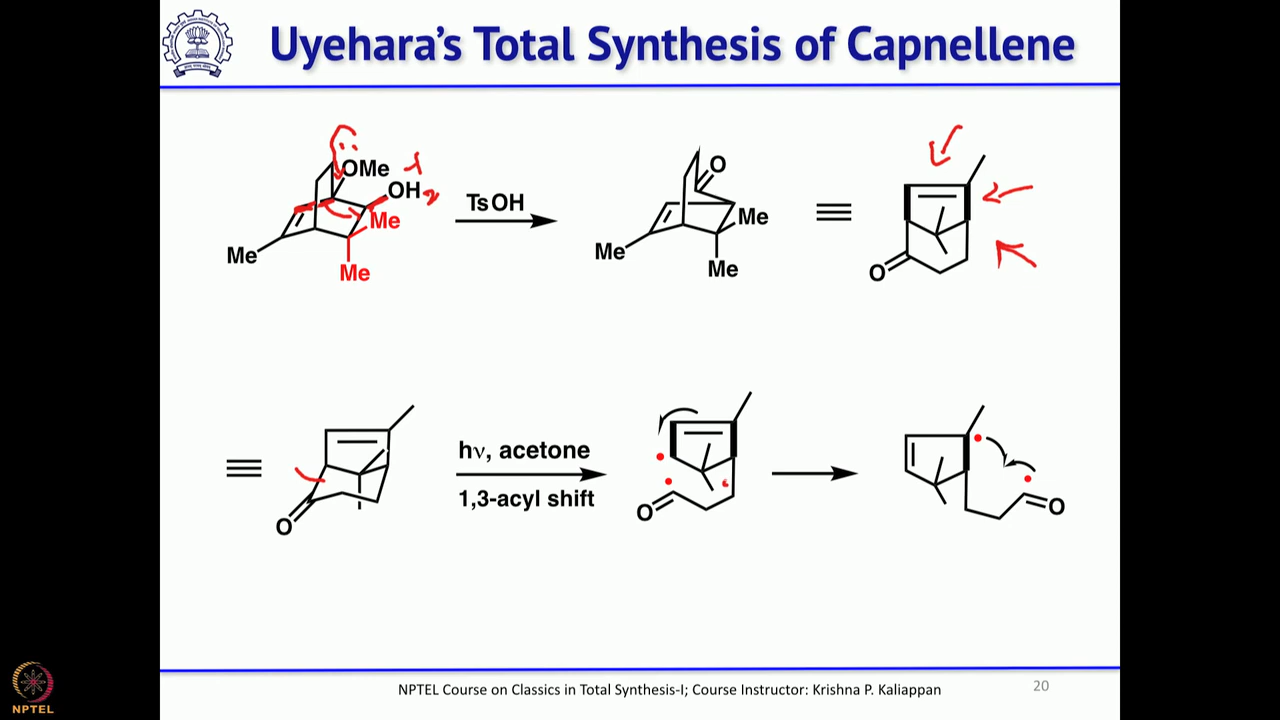 Uyehara's Total Synthesis of Capnellene
OMe
OH
Me
Me
Me
TsOH
O
Me
Me
Me
O
O
hν, acetone
1,3-acyl shift
O
O
NPTEL
NPTEL Course on Classics in Total Synthesis-I; Course Instructor: Krishna P. Kaliappan
20